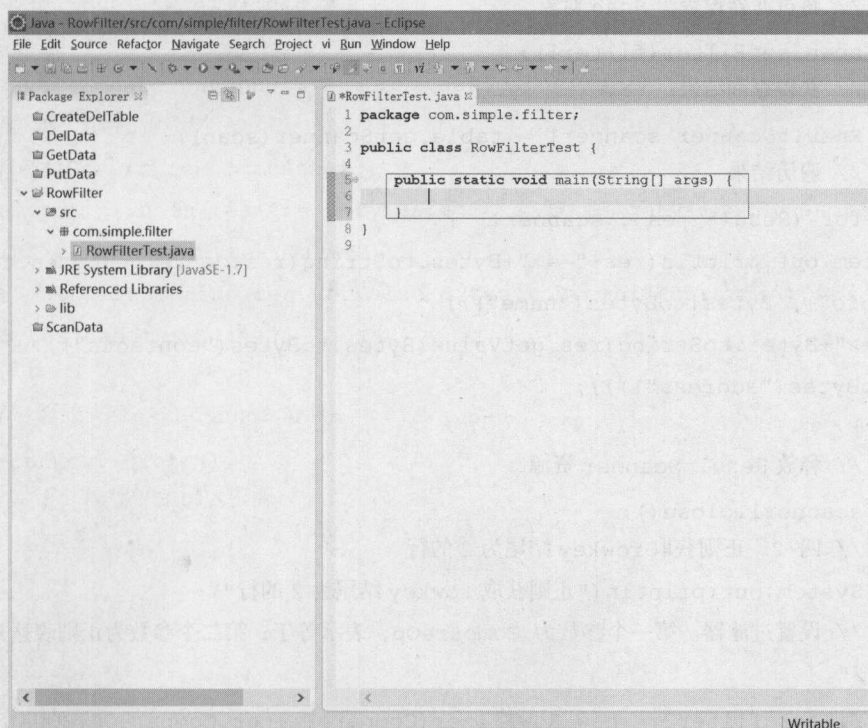 Java - RowFilter/src/com/simple/filter/RowFilterTest.java - Eclipse
File Edit Source Refactor Navigate Search Project vi Run Window Help
Package Explorer
CreateDelTable
DelData
GetData
PutData
RowFilter
src
com.simple.filter
RowFilterTest.java
JRE System Library [JavaSE-1.7]
Referenced Libraries
lib
ScanData
*RowFilterTest.java
1 package com.simple.filter;
2
3 public class RowFilterTest {
4
5 public static void main(String[] args) {
6
7 }
8 }
9
Writable